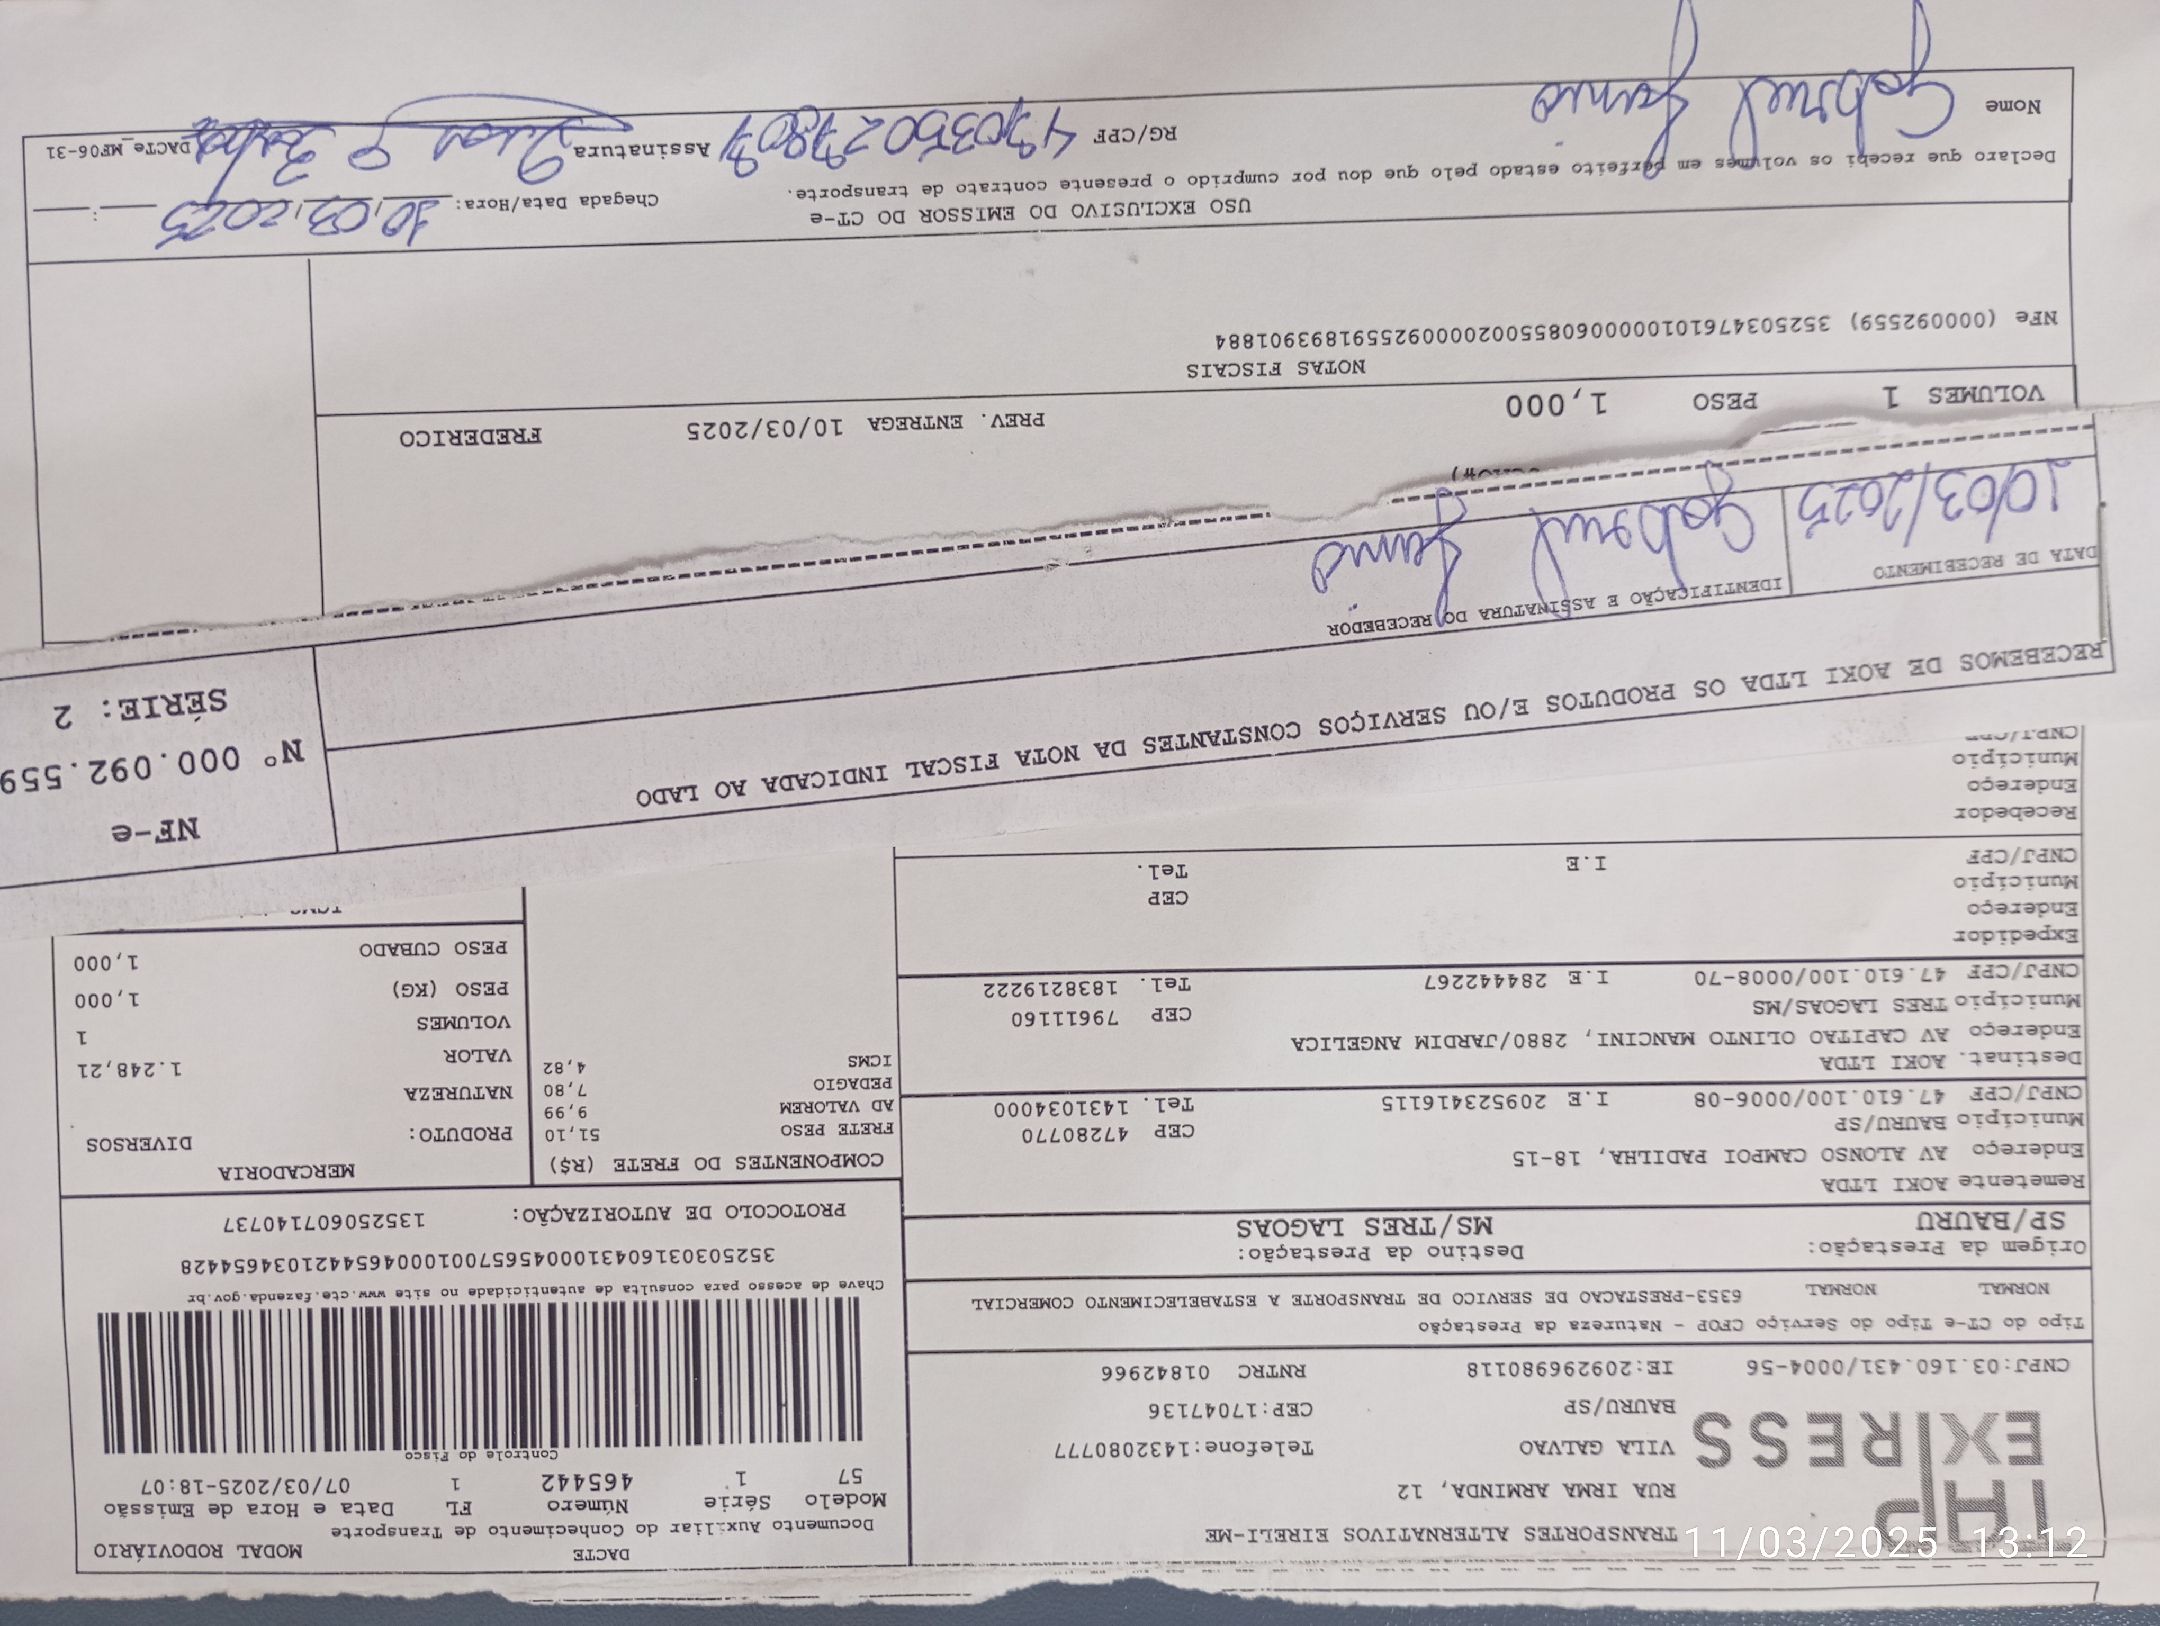 TRANSPORTES ALTERNATIVOS EIRELI-ME
THP EXPRESS
RUA IRMA ARMINDA, 12
VILA GALVAO Telefone:1432080777
BAURU/SP CEP:17047136
CNPJ:03.160.431/0004-56 IE:209296980118 RNTRC 01842966
DACTE MODAL RODOVIÁRIO
Documento Auxiliar do Conhecimento de Transporte
Modelo Série Número FL Data e Hora de Emissão
57 1 465442 1 07/03/2025-18:07
Controle do Fisco
Chave de acesso para consulta de autenticidade no site www.cte.fazenda.gov.br
35250303160431000456570010004654421034654428
PROTOCOLO DE AUTORIZAÇÃO: 135250607140737
Tipo do CT-e Tipo do Serviço CFOP - Natureza da Prestação
NORMAL NORMAL 6353-PRESTACAO DE SERVICO DE TRANSPORTE A ESTABELECIMENTO COMERCIAL
Origem da Prestação: Destino da Prestação:
SP/BAURU MS/TRES LAGOAS
Remetente AOKI LTDA
Endereço AV ALONSO CAMPOI PADILHA, 18-15
Município BAURU/SP CEP 47280770
CNPJ/CPF 47.610.100/0006-08 I.E 209523416115 Tel. 1431034000
Destinat. AOKI LTDA
Endereço AV CAPITAO OLINTO MANCINI, 2880/JARDIM ANGELICA
Município TRES LAGOAS/MS CEP 79611160
CNPJ/CPF 47.610.100/0008-70 I.E 284442267 Tel. 1838219222
Expedidor
Endereço
Município CEP
CNPJ/CPF I.E Tel.
Recebedor
Endereço
Município
CNPJ/CPF
COMPONENTES DO FRETE (R$)
FRETE PESO 51,10
AD VALOREM 9,99
PEDAGIO 7,80
ICMS 4,82
MERCADORIA
PRODUTO: DIVERSOS
NATUREZA
VALOR 1.248,21
VOLUMES 1
PESO (KG) 1,000
PESO CUBADO 1,000
RECEBEMOS DE AOKI LTDA OS PRODUTOS E/OU SERVIÇOS CONSTANTES DA NOTA FISCAL INDICADA AO LADO
NF-e
Nº 000.092.559
SÉRIE: 2
DATA DE RECEBIMENTO IDENTIFICAÇÃO E ASSINATURA DO RECEBEDOR
10/03/2025 Gabriel
VOLUMES 1 PESO 1,000 PREV. ENTREGA 10/03/2025 FREDERICO
NOTAS FISCAIS
NFe (000092559) 35250347610100000608550020000925591893901884
USO EXCLUSIVO DO EMISSOR DO CT-e
Declaro que recebi os volumes em perfeito estado pelo que dou por cumprido o presente contrato de transporte.
Chegada Data/Hora: 10/03/2025 __:__
Nome Gabriel RG/CPF Assinatura DACTe_MF06-31
11/03/2025 13:12